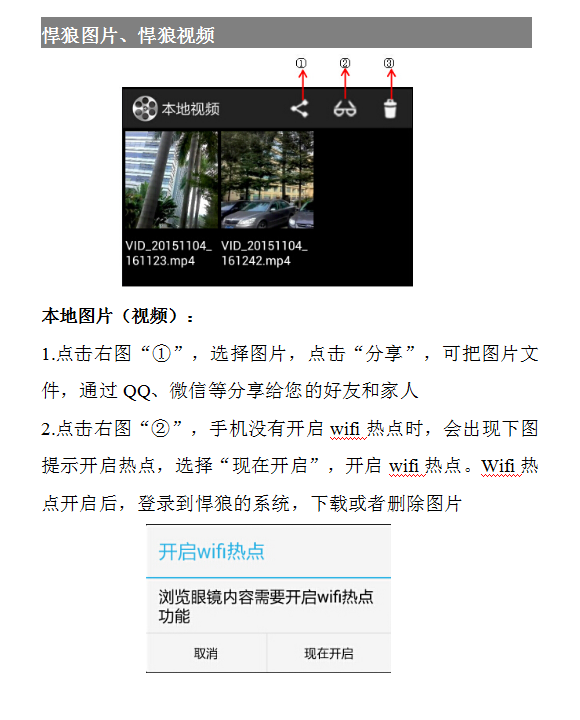 悍狼图片、悍狼视频
① ② ③
本地视频
VID_20151104_161123.mp4
VID_20151104_161242.mp4
本地图片（视频）：
1.点击右图“①”，选择图片，点击“分享”，可把图片文
件，通过 QQ、微信等分享给您的好友和家人
2.点击右图“②”，手机没有开启 wifi 热点时，会出现下图
提示开启热点，选择“现在开启”，开启 wifi 热点。Wifi 热
点开启后，登录到悍狼的系统，下载或者删除图片
开启wifi热点
浏览眼镜内容需要开启wifi热点
功能
取消 现在开启